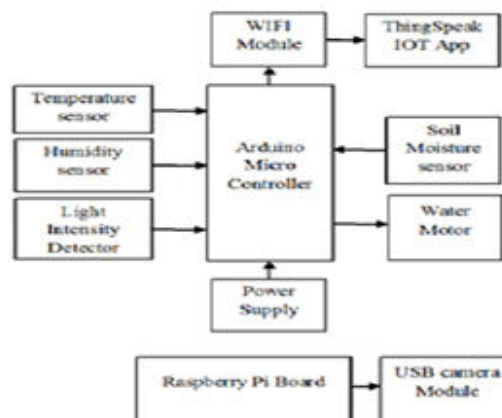 WIFI
Module
ThingSpeak
IOT App
Temperature
sensor
Humidity
sensor
Light
Intensity
Detector
Arduino
Micro
Controller
Soil
Moisture
sensor
Water
Motor
Power
Supply
Raspberry Pi Board
USB camera
Module